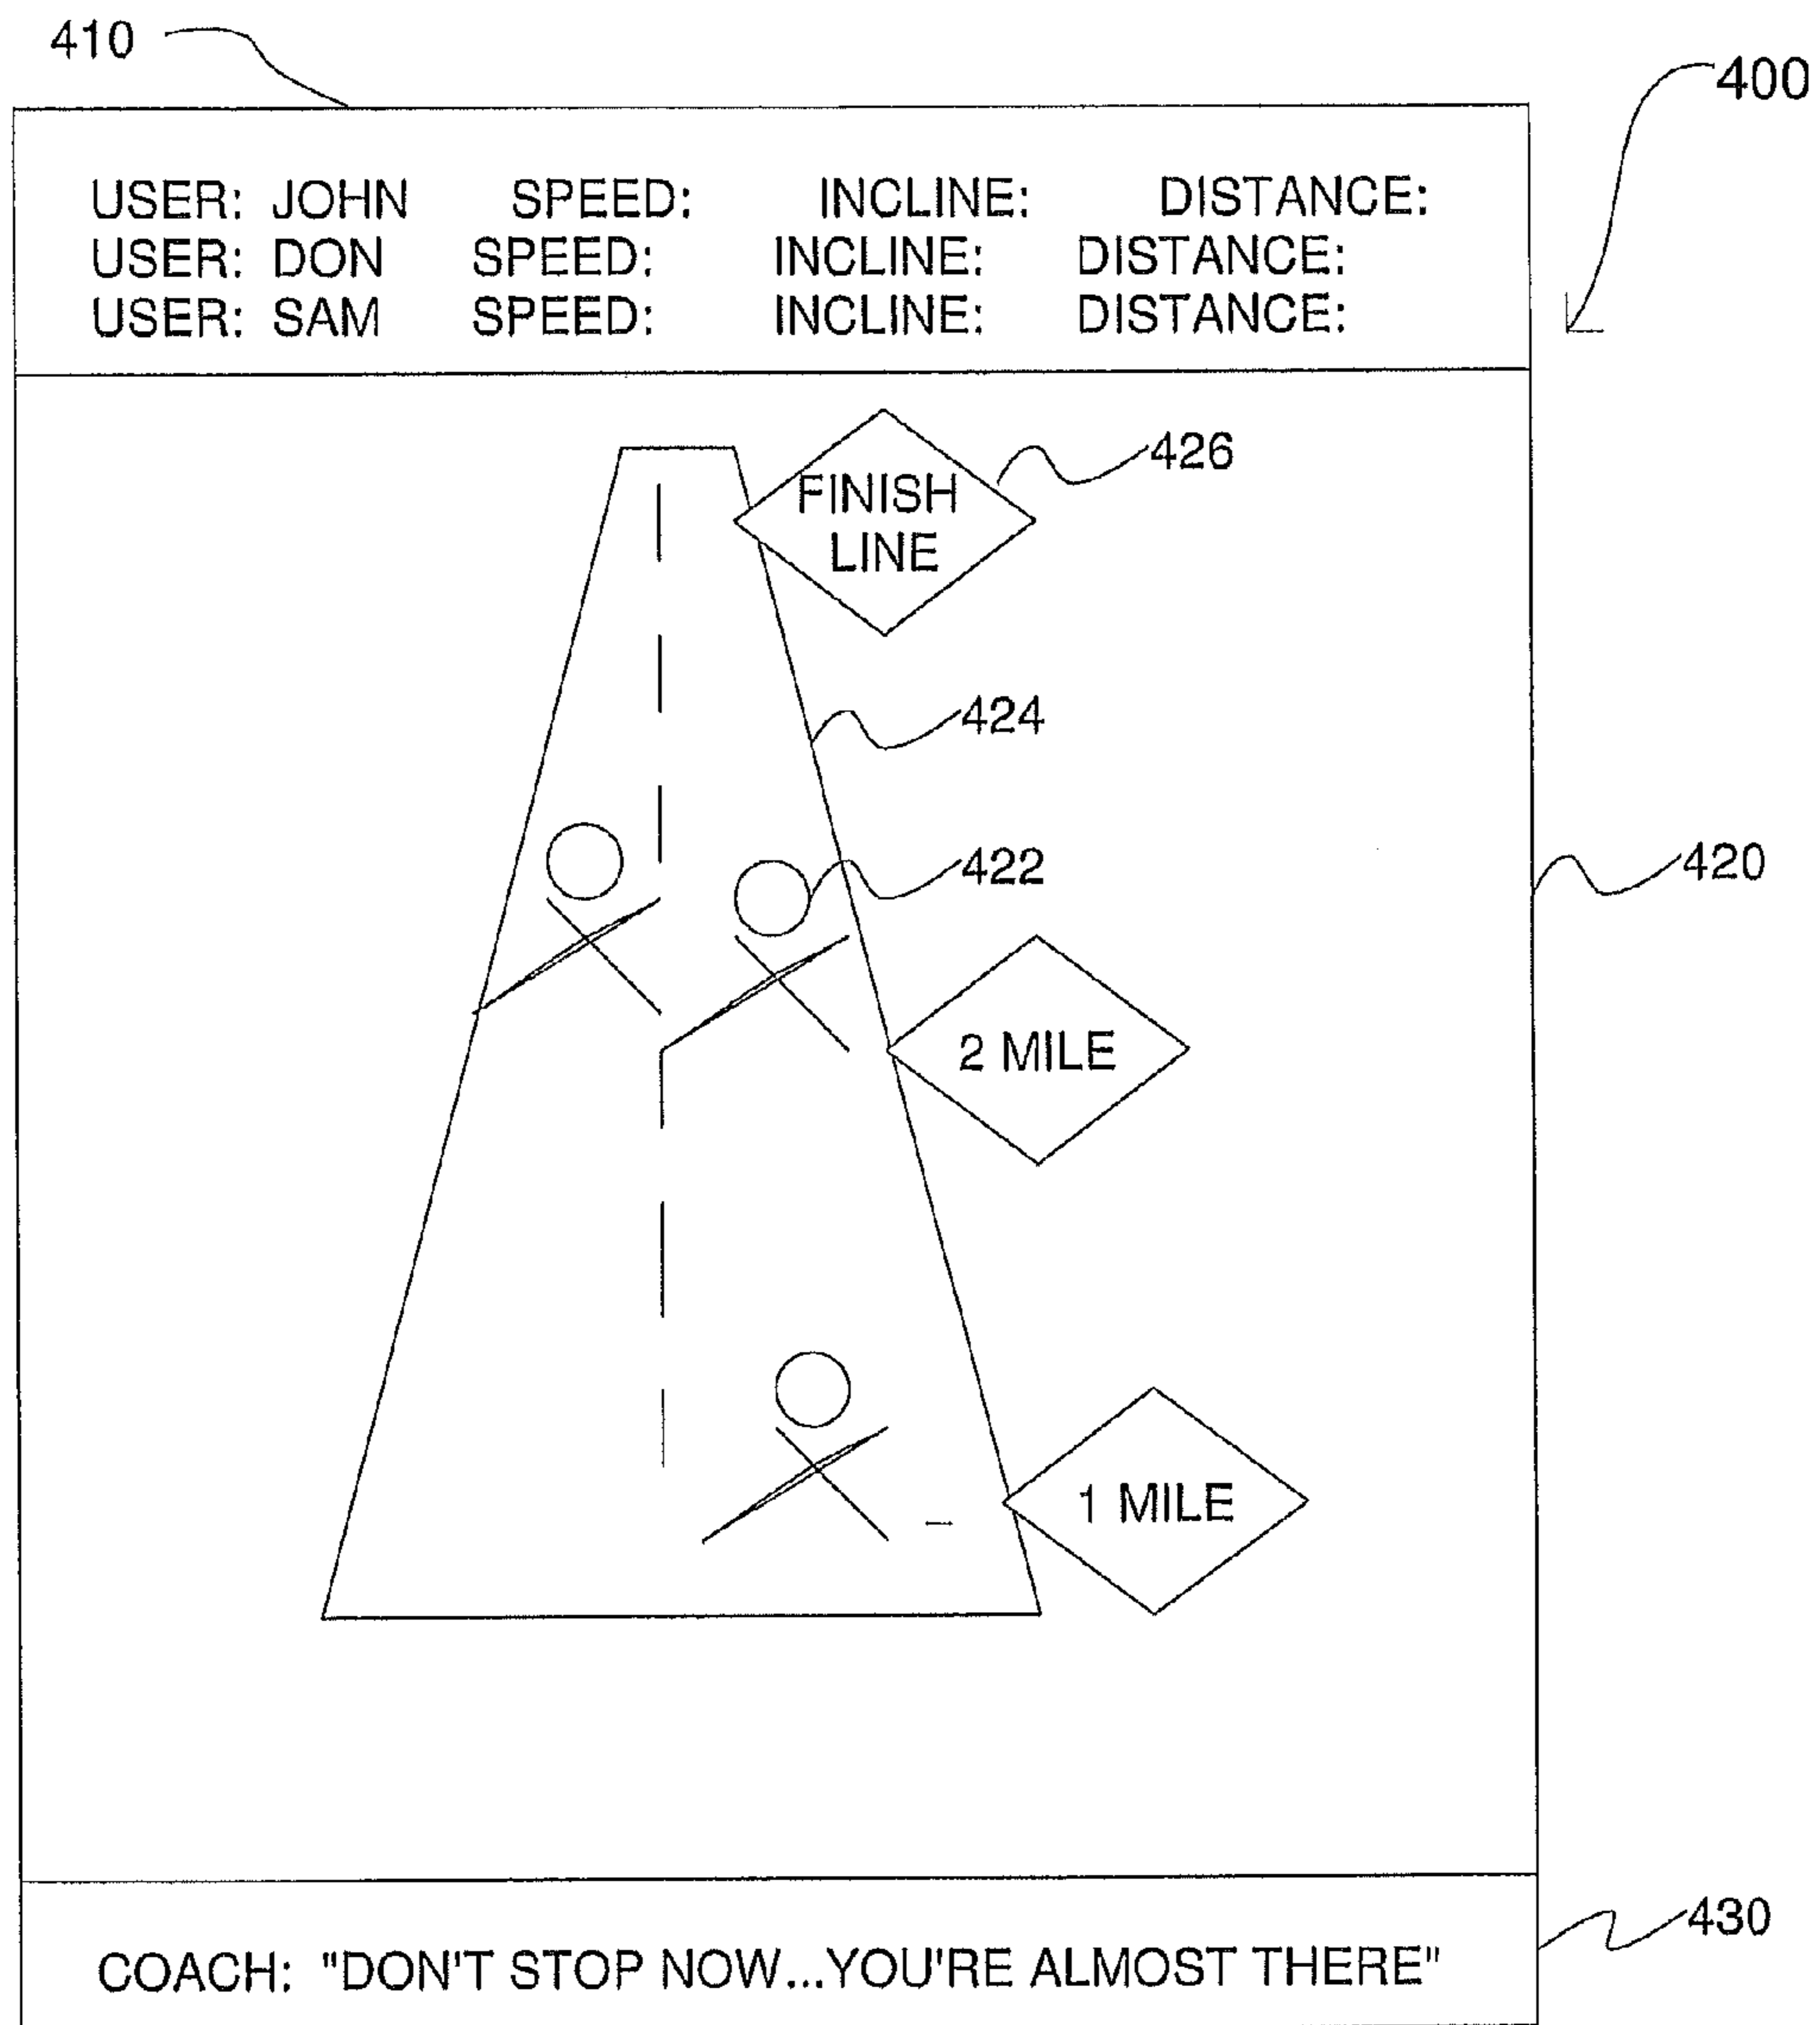 410
400
USER: JOHN SPEED: INCLINE: DISTANCE:
USER: DON SPEED: INCLINE: DISTANCE:
USER: SAM SPEED: INCLINE: DISTANCE:
426
FINISH
LINE
424
422
420
2 MILE
1 MILE
430
COACH: "DON'T STOP NOW...YOU'RE ALMOST THERE"